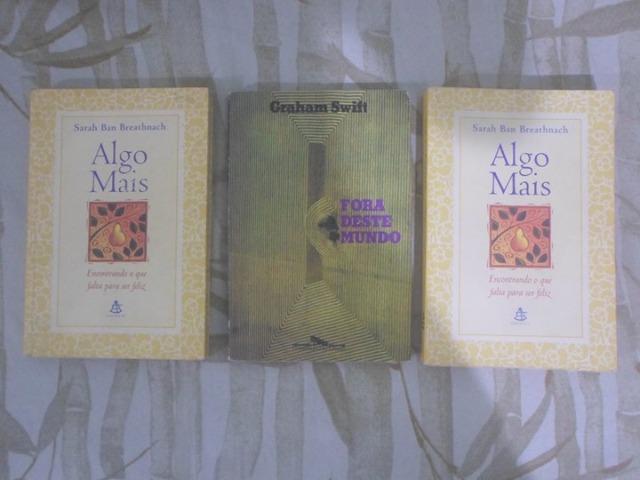 Sarah Ban Breathnach
Algo
Mais
Encontrando o que
falta para ser feliz
Graham Swift
FORA
DESTE
MUNDO
Sarah Ban Breathnach
Algo
Mais
Encontrando o que
falta para ser feliz